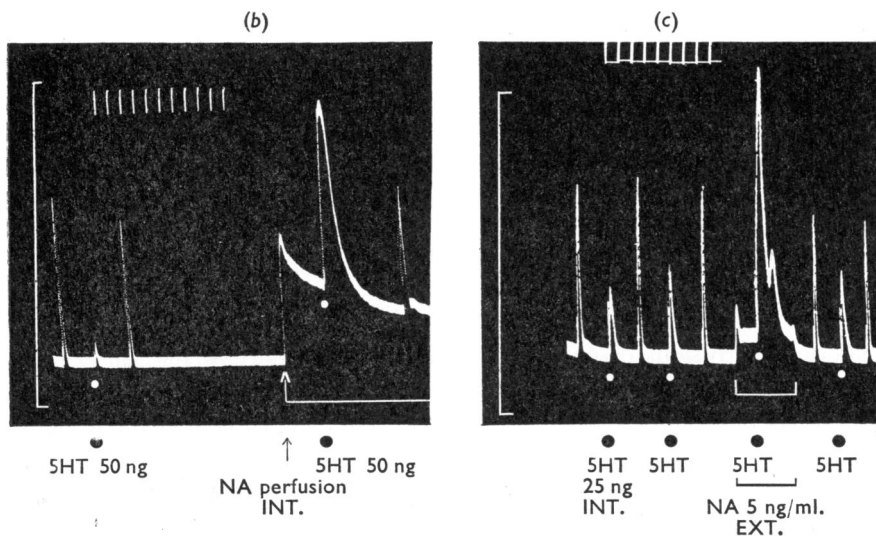 (b)
(c)
5HT 50 ng
5HT 50 ng
NA perfusion
INT.
5HT
25 ng
INT.
5HT
5HT
5HT
NA 5 ng/ml.
EXT.